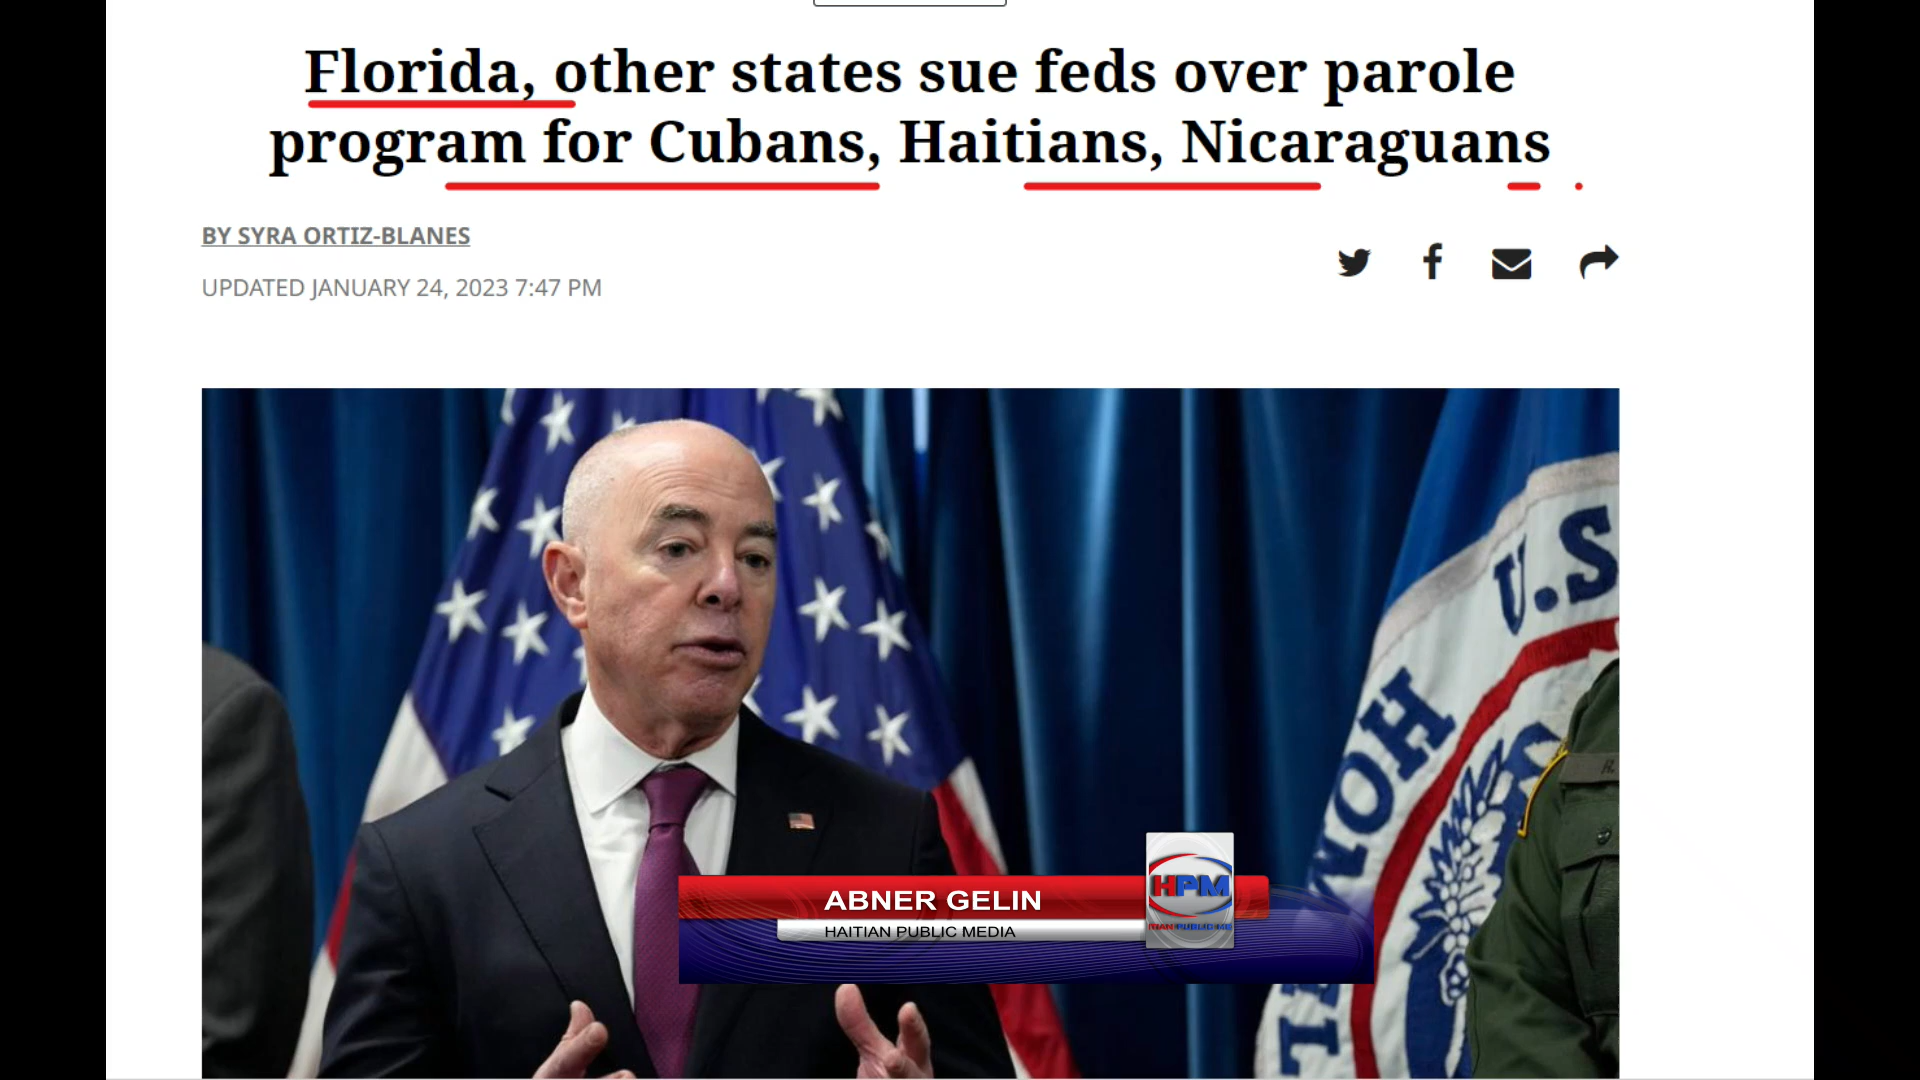 Florida, other states sue feds over parole
program for Cubans, Haitians, Nicaraguans
BY SYRA ORTIZ-BLANES
UPDATED JANUARY 24, 2023 7:47 PM
U.S
HOM
ABNER GELIN
HAITIAN PUBLIC MEDIA
HPM